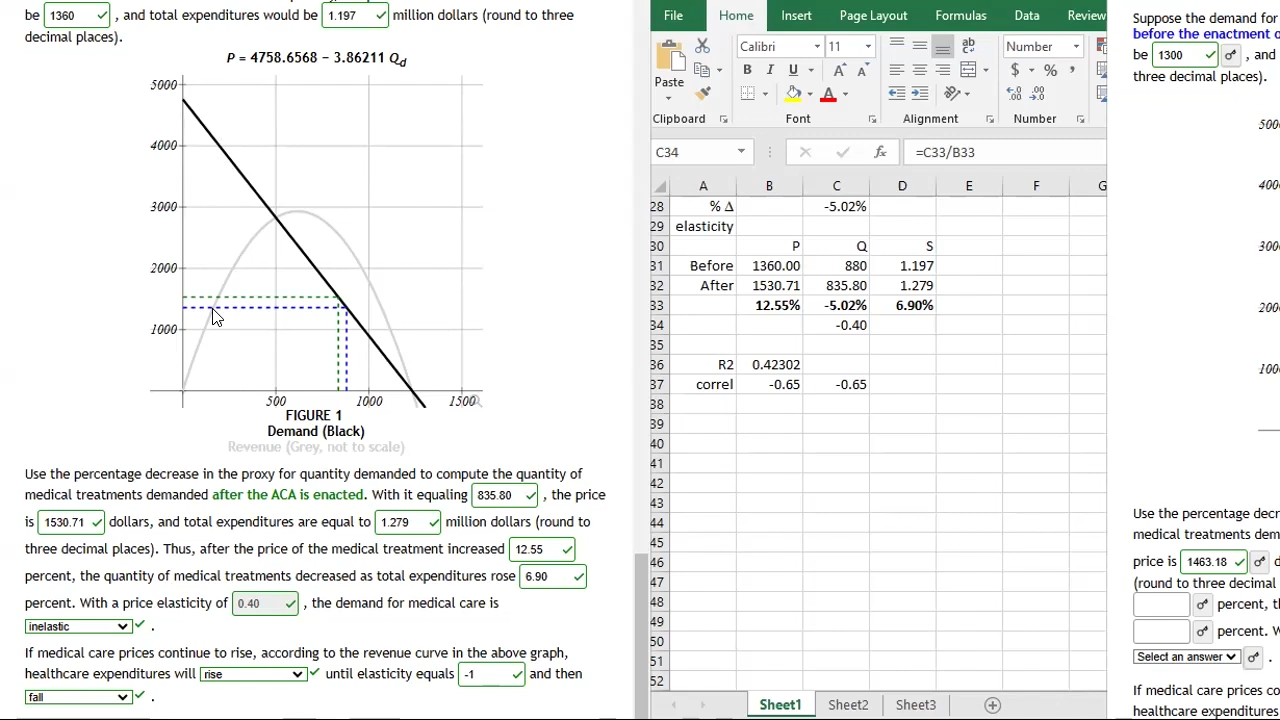 be 1360 , and total expenditures would be 1.197 million dollars (round to three
decimal places).
P = 4758.6568 − 3.86211 Qd
5000
4000
3000
2000
1000
500 1000 1500
FIGURE 1
Demand (Black)
Revenue (Grey, not to scale)
Use the percentage decrease in the proxy for quantity demanded to compute the quantity of
medical treatments demanded after the ACA is enacted. With it equaling 835.80 , the price
is 1530.71 dollars, and total expenditures are equal to 1.279 million dollars (round to
three decimal places). Thus, after the price of the medical treatment increased 12.55
percent, the quantity of medical treatments decreased as total expenditures rose 6.90
percent. With a price elasticity of 0.40 , the demand for medical care is
inelastic .
If medical care prices continue to rise, according to the revenue curve in the above graph,
healthcare expenditures will rise until elasticity equals -1 and then
fall .
File Home Insert Page Layout Formulas Data Review
Calibri 11 Number
Paste B I U A A A $ % ,
Clipboard Font Alignment Number
C34 fx =C33/B33
A B C D E F G
28 % Δ -5.02%
29 elasticity
30 P Q S
31 Before 1360.00 880 1.197
32 After 1530.71 835.80 1.279
33 12.55% -5.02% 6.90%
34 -0.40
35
36 R2 0.42302
37 correl -0.65 -0.65
38
39
40
41
42
43
44
45
46
47
48
49
50
51
52
Sheet1 Sheet2 Sheet3
Suppose the demand for
before the enactment o
be 1300 , and
three decimal places).
500
400
300
200
100
Use the percentage decr
medical treatments dem
price is 1463.18 d
(round to three decimal
percent, th
percent. W
Select an answer .
If medical care prices co
healthcare expenditures